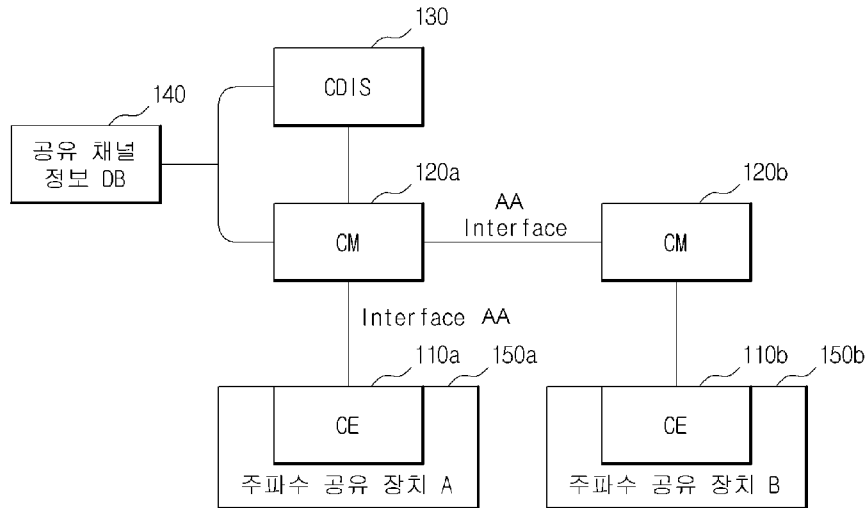 130
CDIS
140
공유 채널
정보 DB
120a
CM
AA
Interface
120b
CM
Interface AA
110a
150a
CE
주파수 공유 장치 A
110b
150b
CE
주파수 공유 장치 B